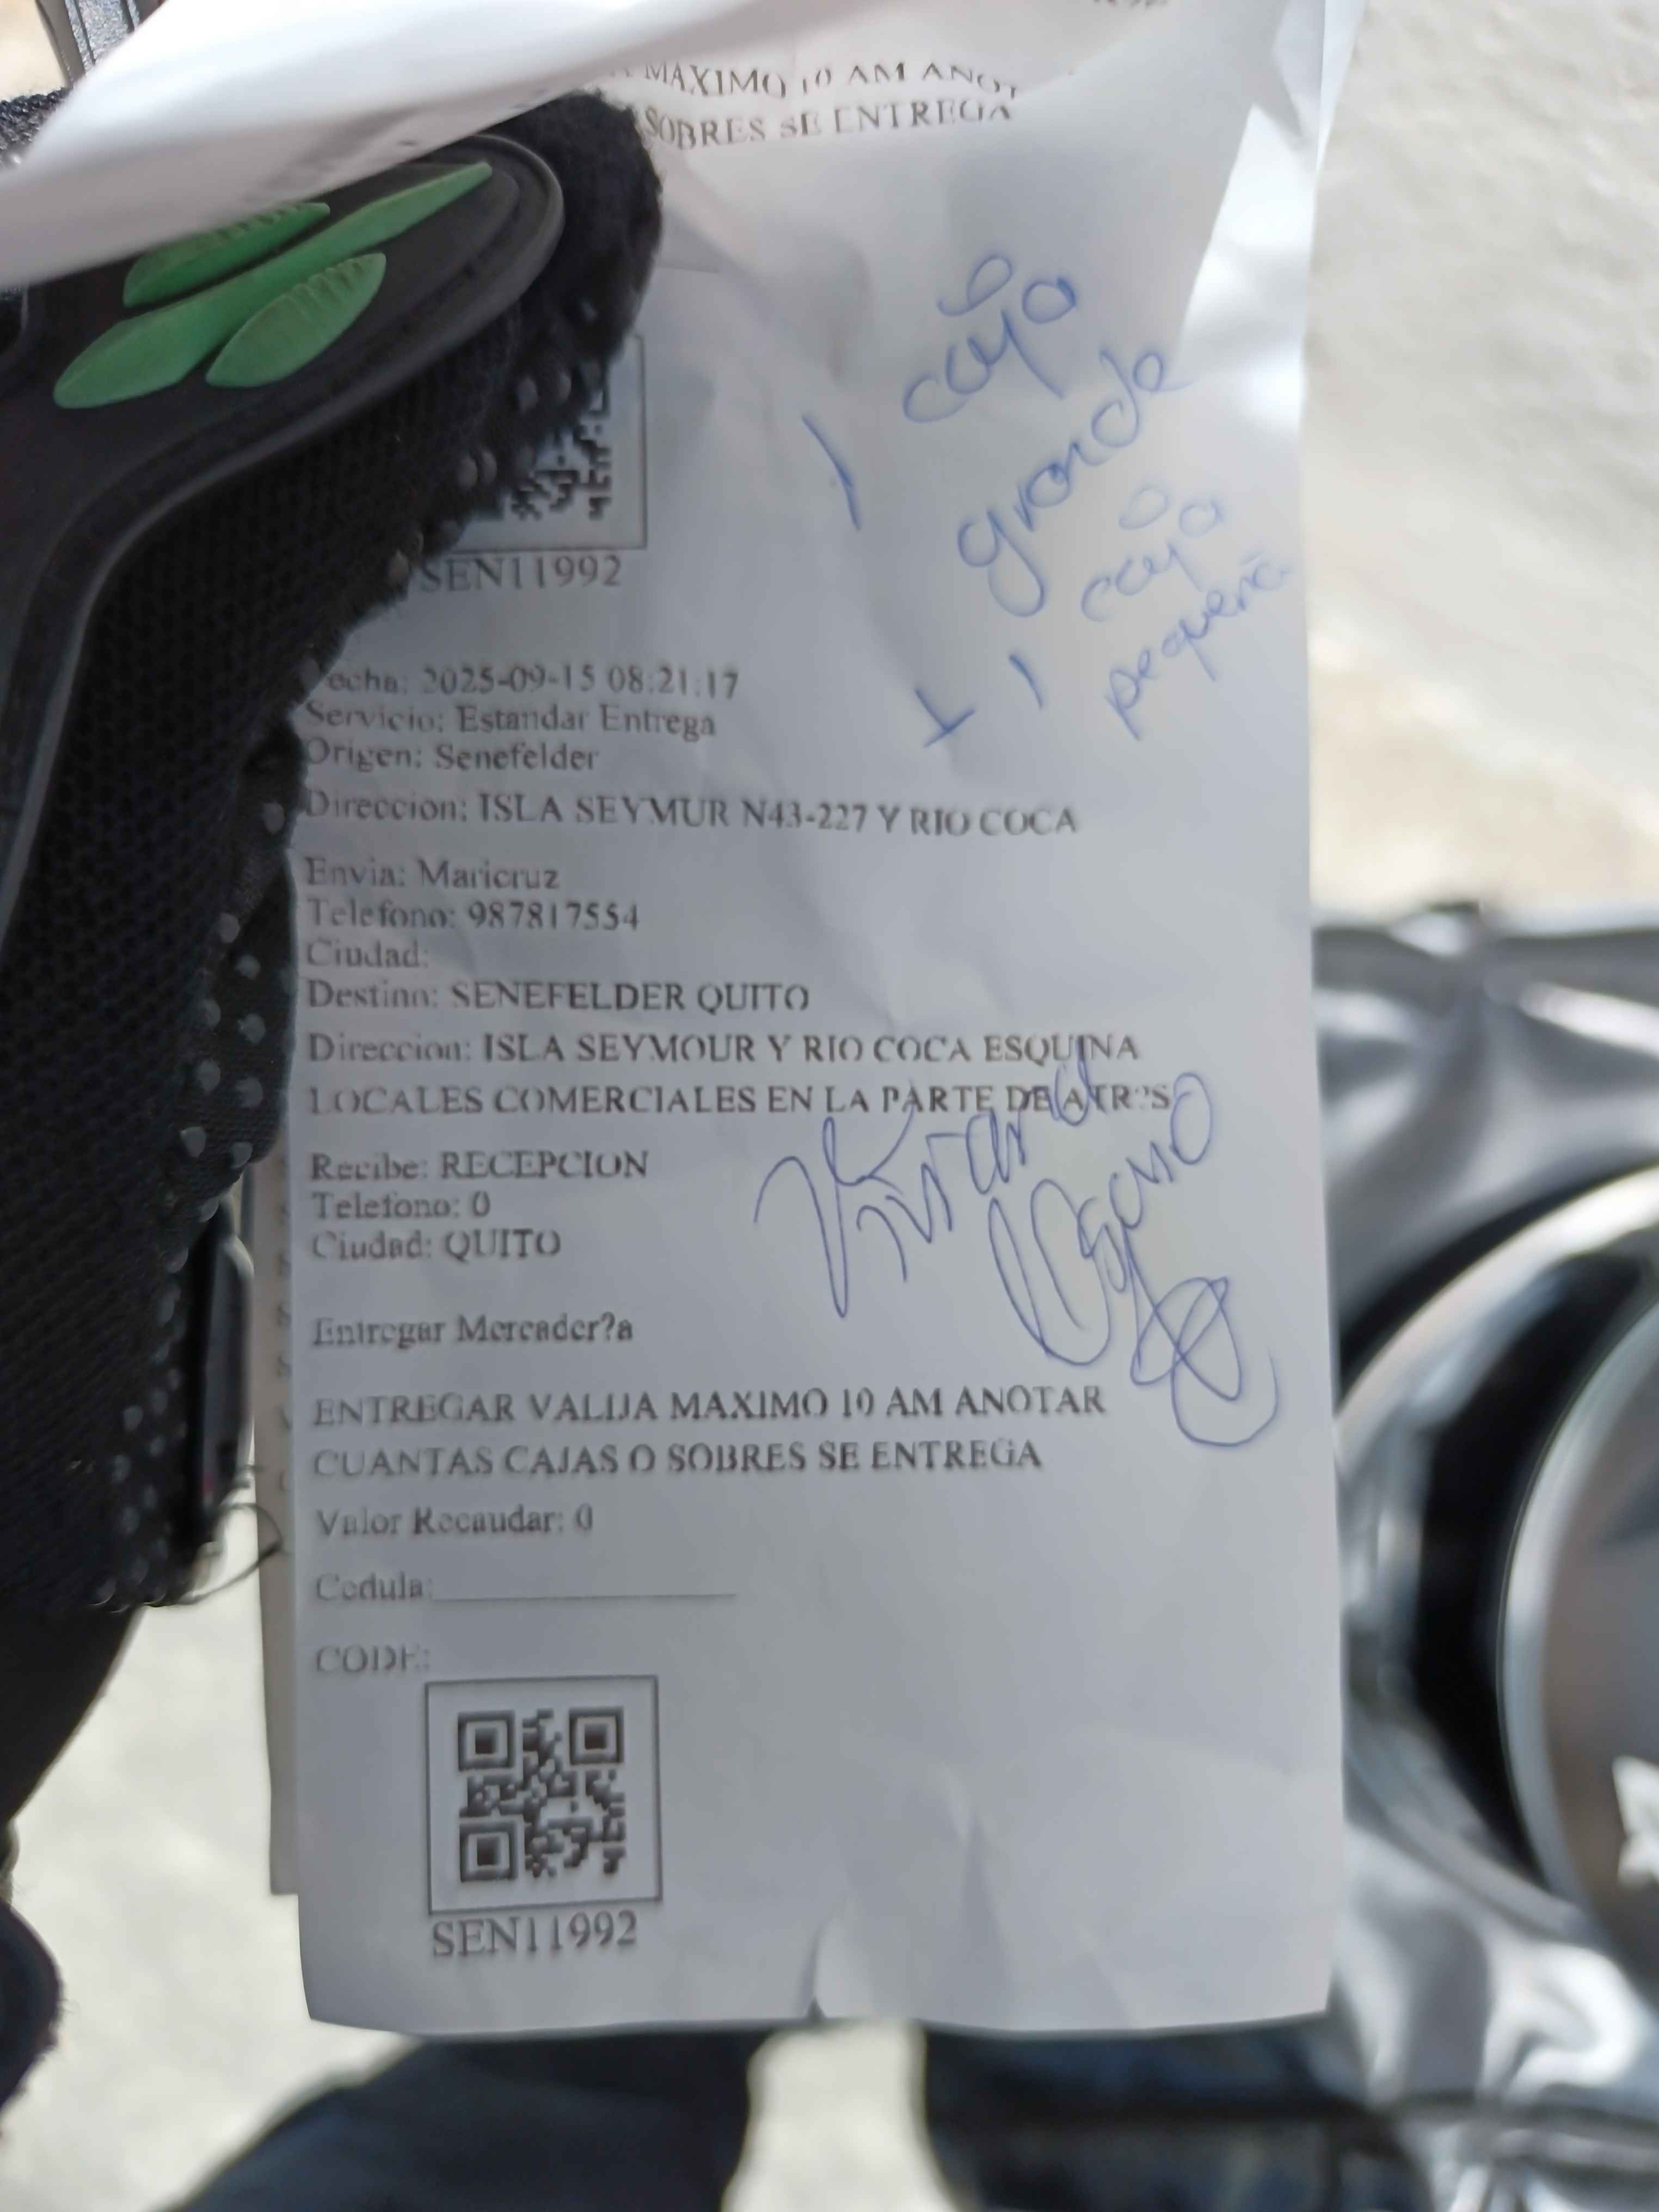 MAXIMO 10 AM ANOT
SOBRES SE ENTREGA
1 caja
grande
+ 1 caja
pequeña
SEN11992
Fecha: 2025-09-15 08:21:17
Servicio: Estandar Entrega
Origen: Senefelder
Direccion: ISLA SEYMUR N43-227 Y RIO COCA
Envia: Maricruz
Telefono: 987817554
Ciudad:
Destino: SENEFELDER QUITO
Direccion: ISLA SEYMOUR Y RIO COCA ESQUINA
LOCALES COMERCIALES EN LA PARTE DE ATR?S
Recibe: RECEPCION
Telefono: 0
Ciudad: QUITO
Entregar Mercader?a
ENTREGAR VALIJA MAXIMO 10 AM ANOTAR
CUANTAS CAJAS O SOBRES SE ENTREGA
Valor Recaudar: 0
Cedula:
CODE:
SEN11992